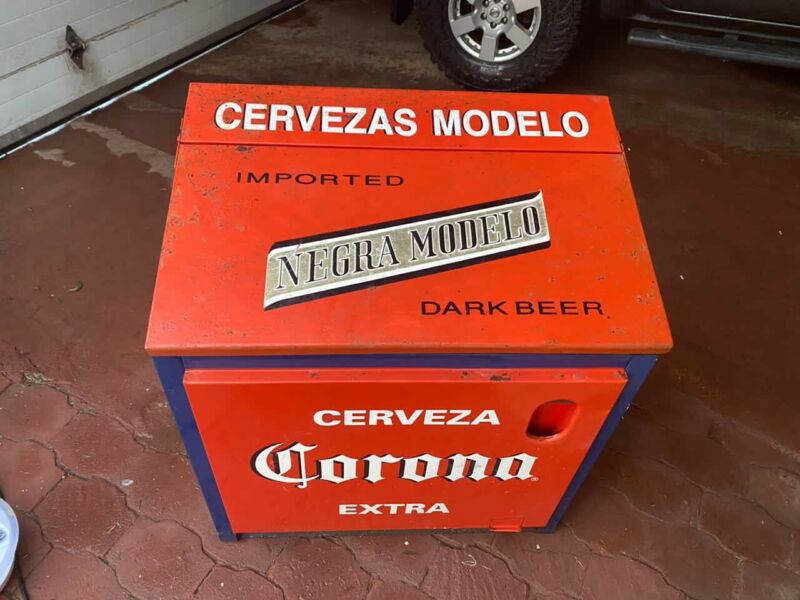 CERVEZAS MODELO
IMPORTED
NEGRA MODELO
DARK BEER
CERVEZA
Corona
EXTRA